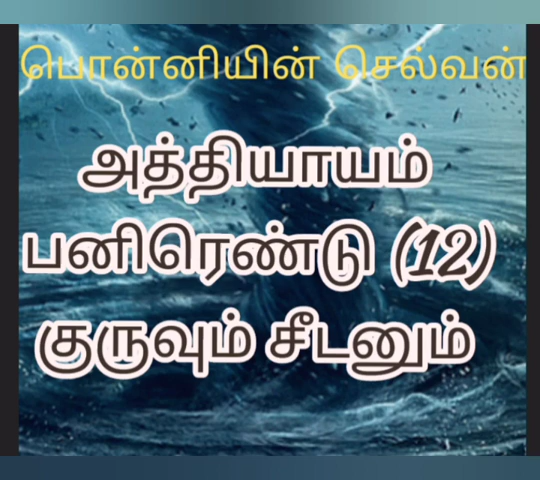 பொன்னியின் செல்வன்
அத்தியாயம்
பனிரெண்டு (12)
குருவும் சீடனும்